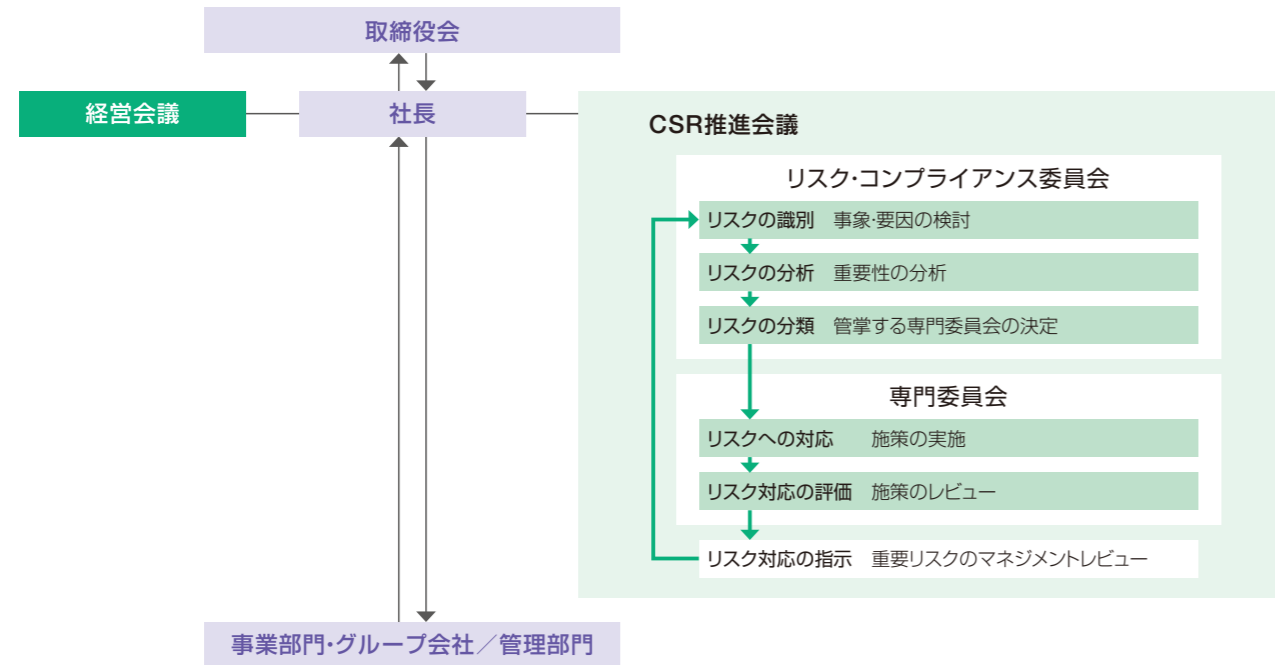 取締役会
経営会議
社長
CSR推進会議
リスク・コンプライアンス委員会
リスクの識別 事象・要因の検討
リスクの分析 重要性の分析
リスクの分類 管掌する専門委員会の決定
専門委員会
リスクへの対応 施策の実施
リスク対応の評価 施策のレビュー
リスク対応の指示 重要リスクのマネジメントレビュー
事業部門・グループ会社／管理部門